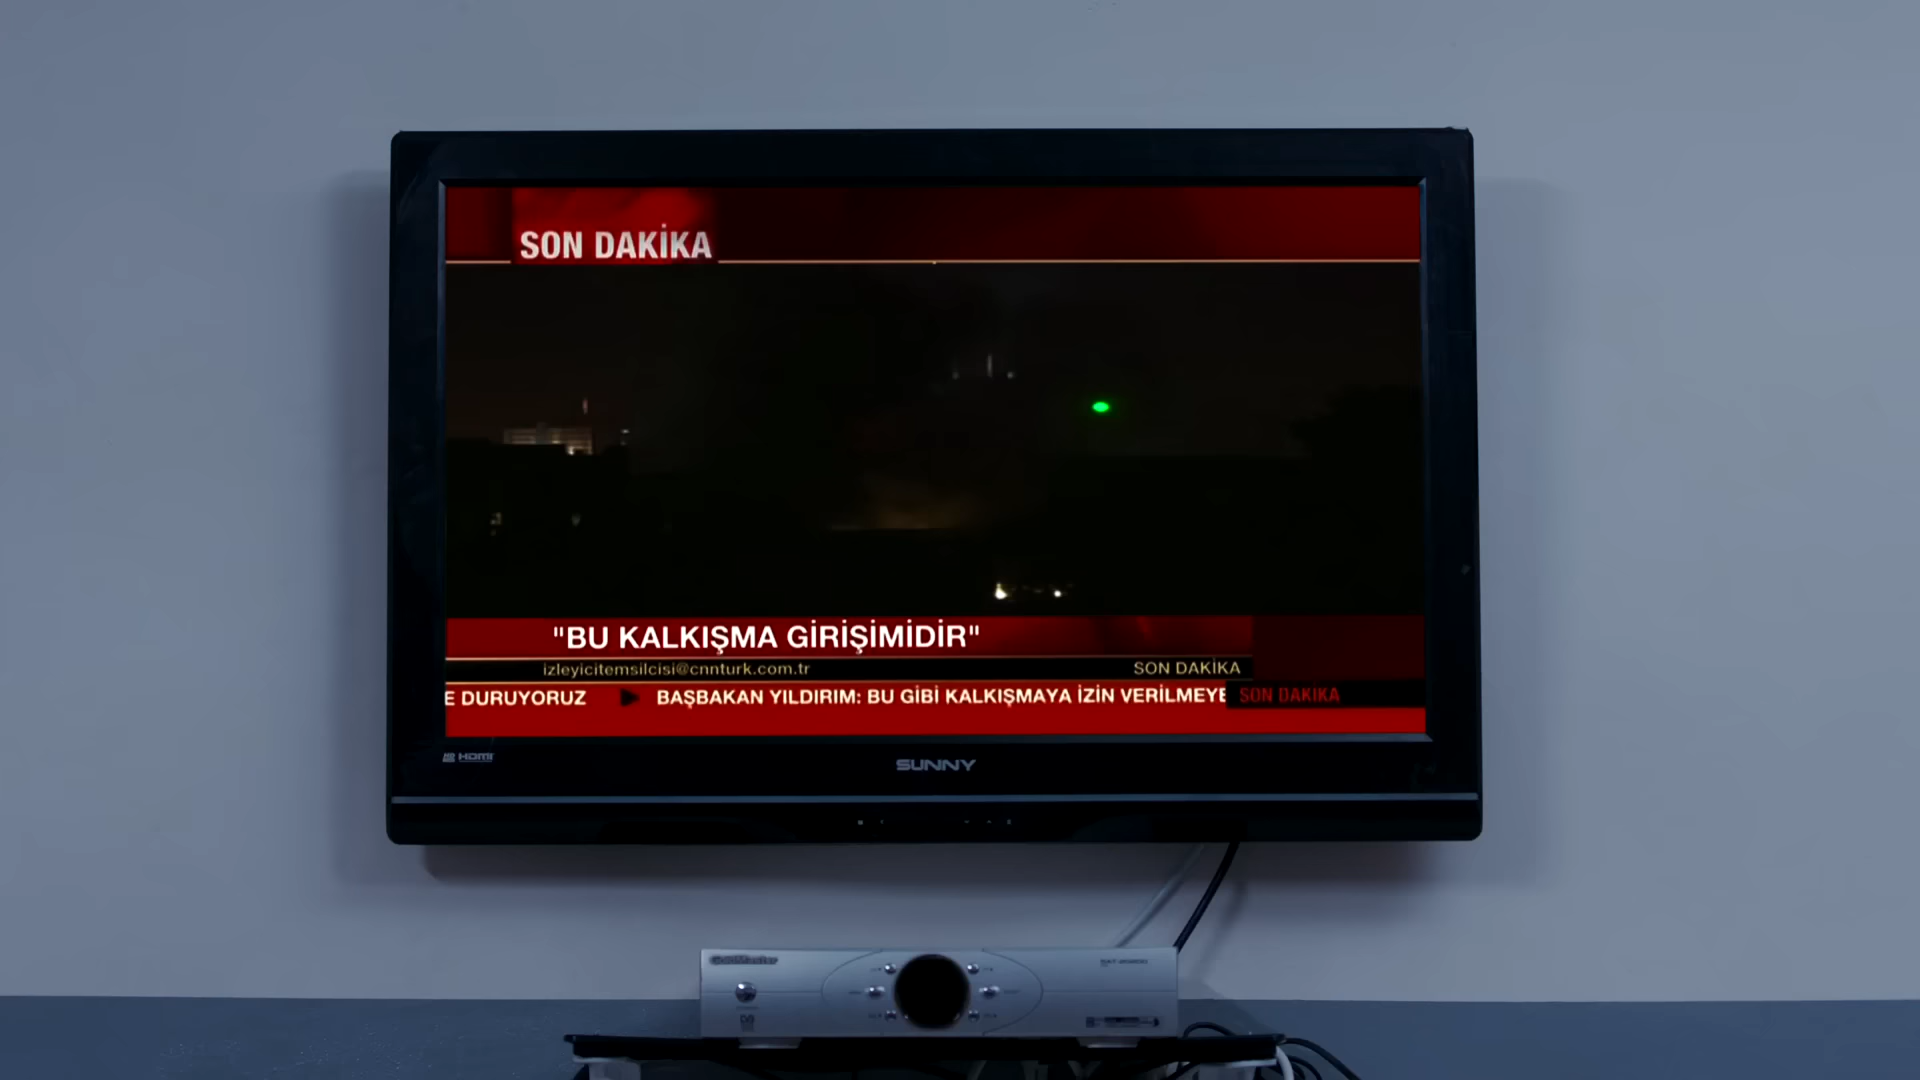 SON DAKİKA
"BU KALKIŞMA GİRİŞİMİDİR"
izleyicitemsilcisi@cnnturk.com.tr SON DAKİKA
E DURUYORUZ ▶ BAŞBAKAN YILDIRIM: BU GİBİ KALKIŞMAYA İZİN VERİLMEYE SON DAKİKA
HDMI
SUNNY
GoldMaster